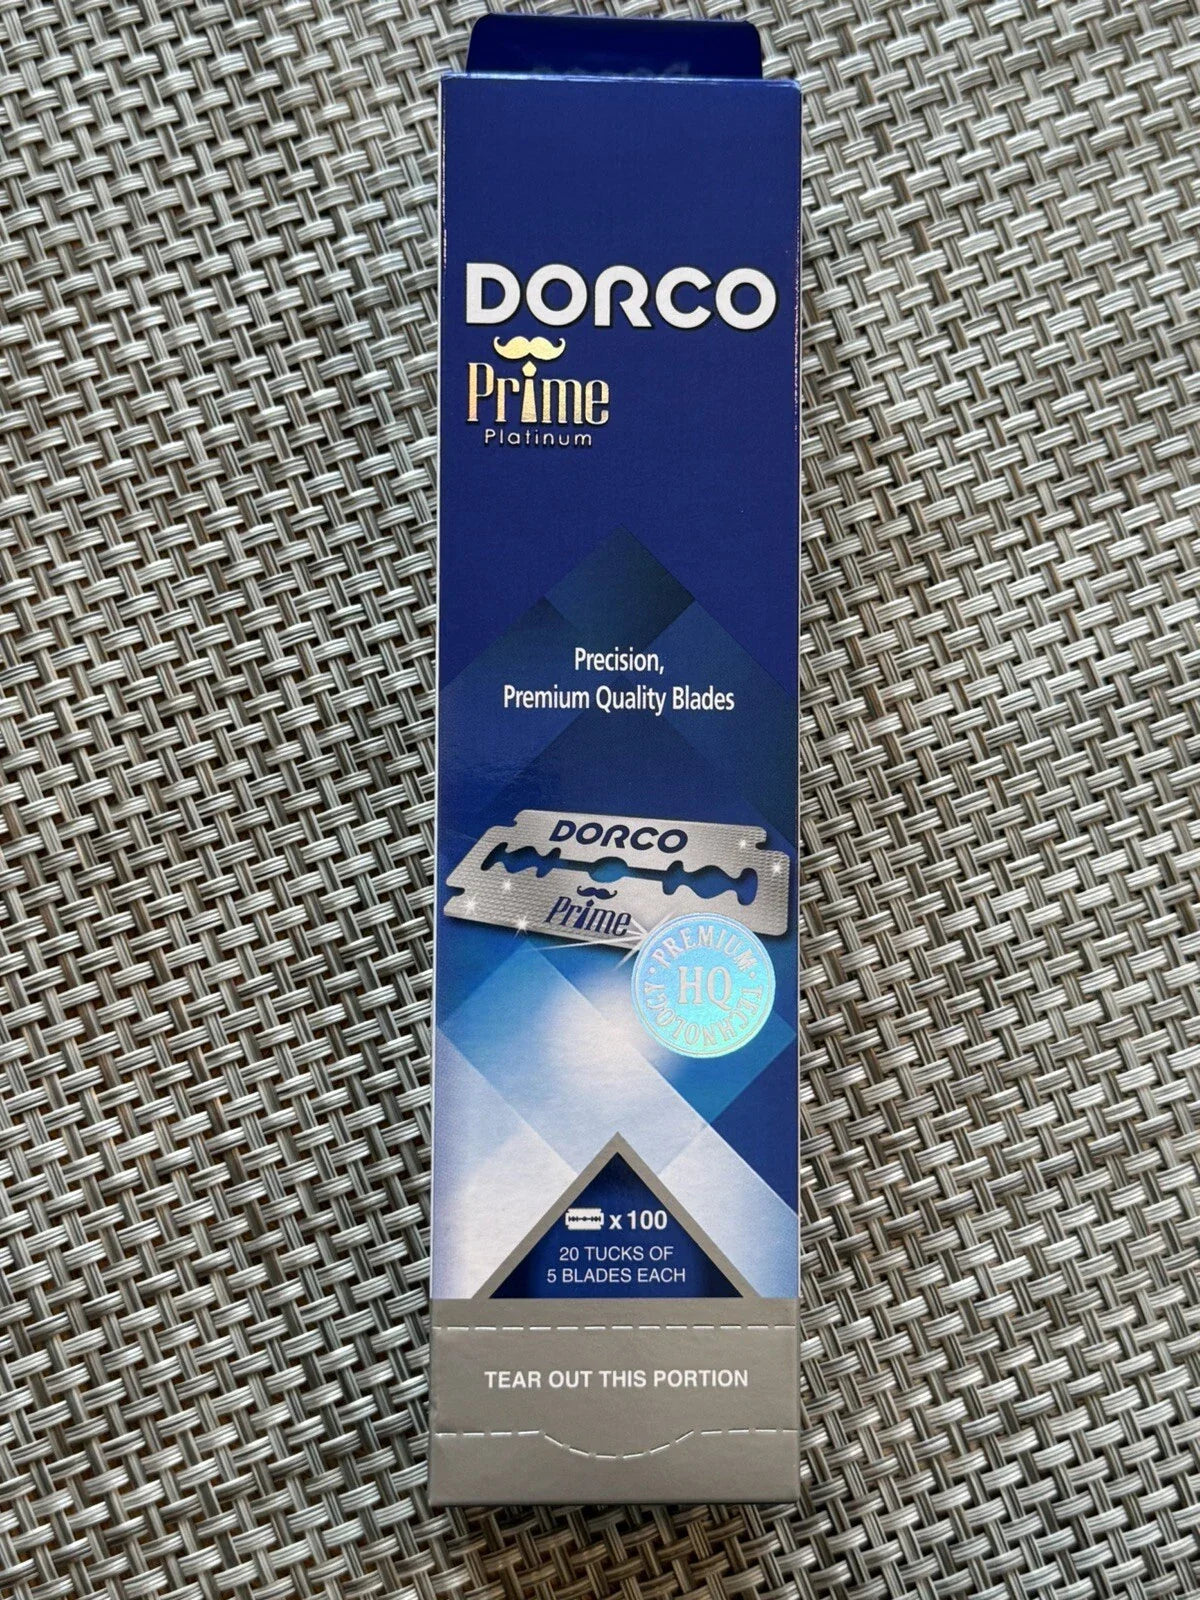 DORCO
Prime
Platinum
Precision,
Premium Quality Blades
DORCO
Prime
PREMIUM TECHNOLOGY
HQ
x 100
20 TUCKS OF
5 BLADES EACH
TEAR OUT THIS PORTION